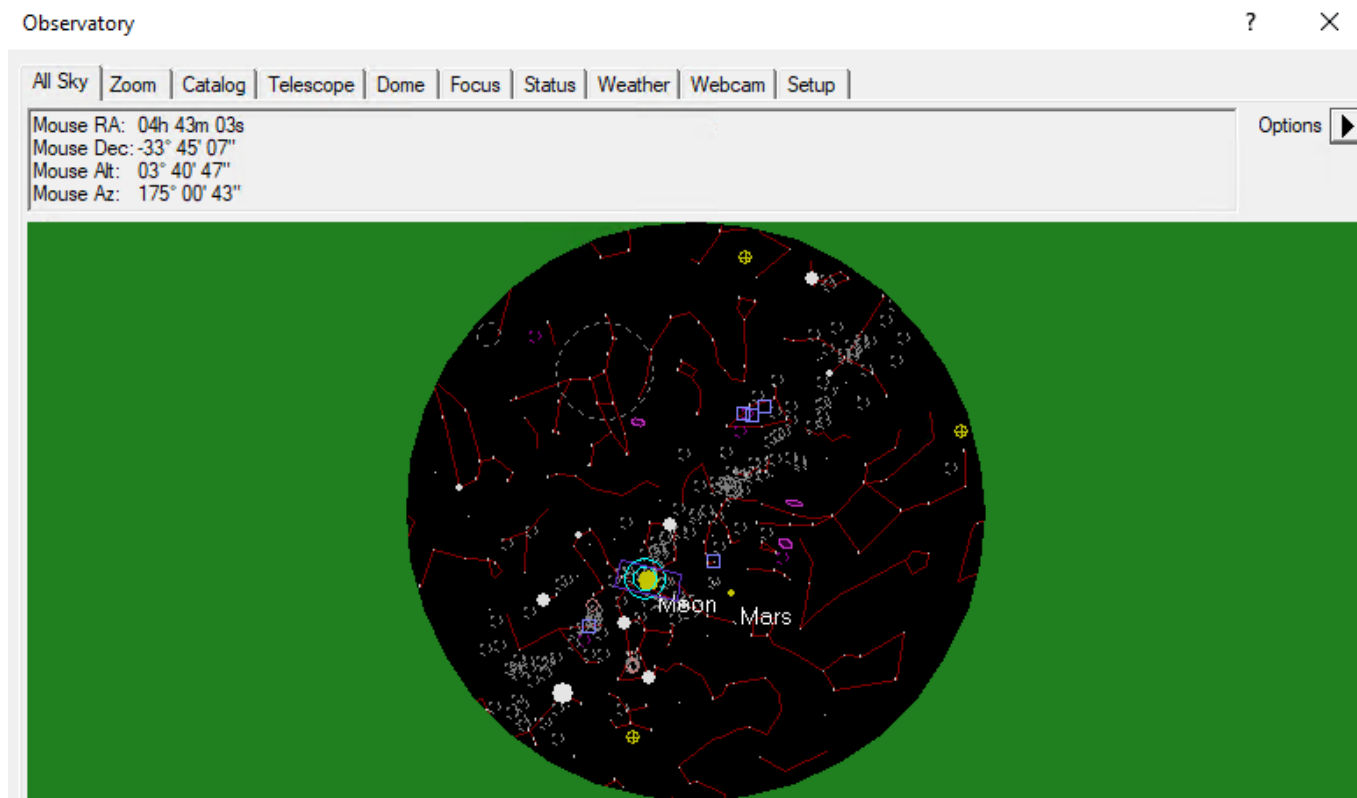 Observatory
? ×
All Sky Zoom Catalog Telescope Dome Focus Status Weather Webcam Setup
Mouse RA: 04h 43m 03s
Options
Mouse Dec: -33° 45' 07"
Mouse Alt: 03° 40' 47"
Mouse Az: 175° 00' 43"
Moon
Mars